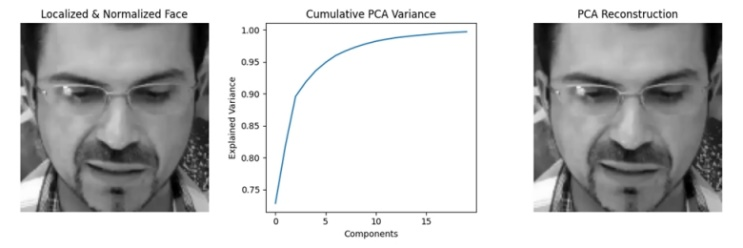 Localized & Normalized Face
Cumulative PCA Variance
PCA Reconstruction
Explained Variance
1.00
0.95
0.90
0.85
0.80
0.75
0
5
10
15
Components